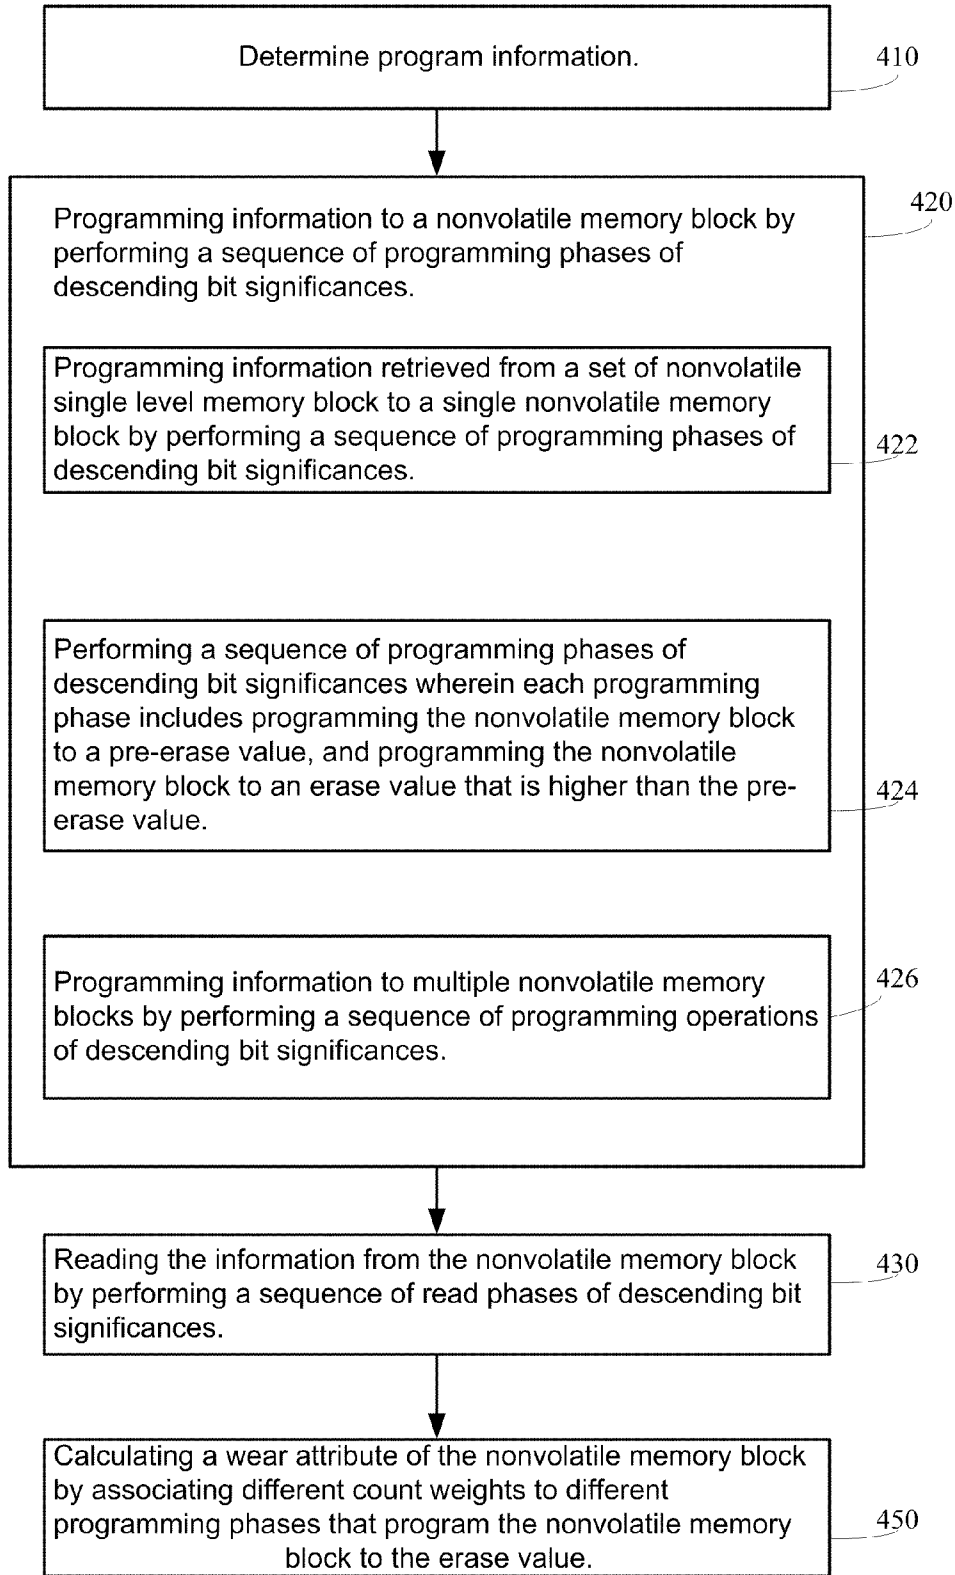 Determine program information.
410
420
Programming information to a nonvolatile memory block by
performing a sequence of programming phases of
descending bit significances.
Programming information retrieved from a set of nonvolatile
single level memory block to a single nonvolatile memory
block by performing a sequence of programming phases of
descending bit significances.
422
Performing a sequence of programming phases of
descending bit significances wherein each programming
phase includes programming the nonvolatile memory block
to a pre-erase value, and programming the nonvolatile
memory block to an erase value that is higher than the pre-
erase value.
424
Programming information to multiple nonvolatile memory
blocks by performing a sequence of programming operations
of descending bit significances.
426
Reading the information from the nonvolatile memory block
by performing a sequence of read phases of descending bit
significances.
430
Calculating a wear attribute of the nonvolatile memory block
by associating different count weights to different
programming phases that program the nonvolatile memory
block to the erase value.
450